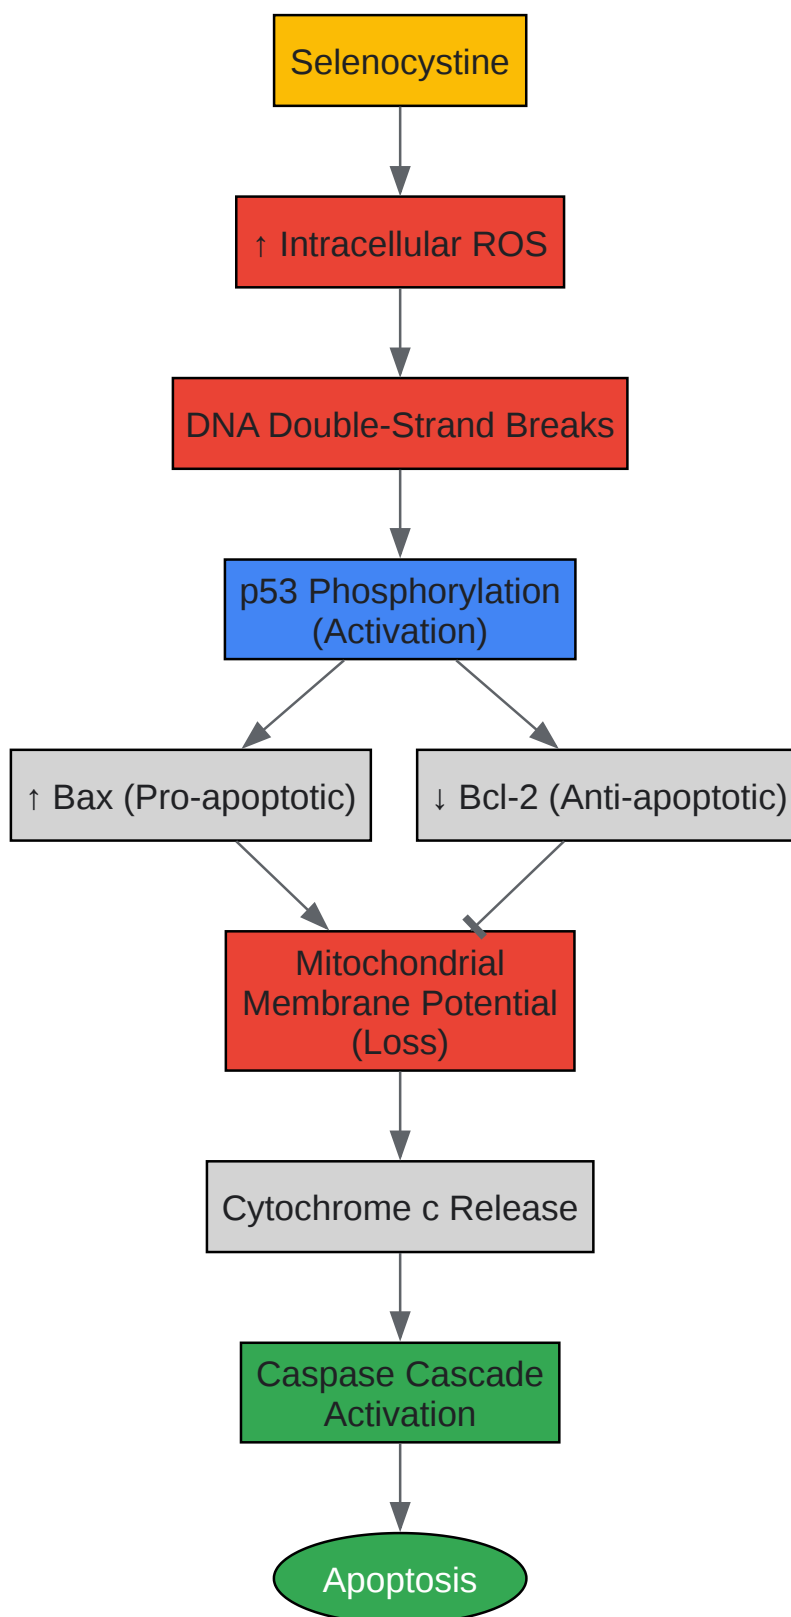 Selenocystine
↑ Intracellular ROS
DNA Double-Strand Breaks
p53 Phosphorylation
(Activation)
↑ Bax (Pro-apoptotic)
↓ Bcl-2 (Anti-apoptotic)
Mitochondrial
Membrane Potential
(Loss)
Cytochrome c Release
Caspase Cascade
Activation
Apoptosis